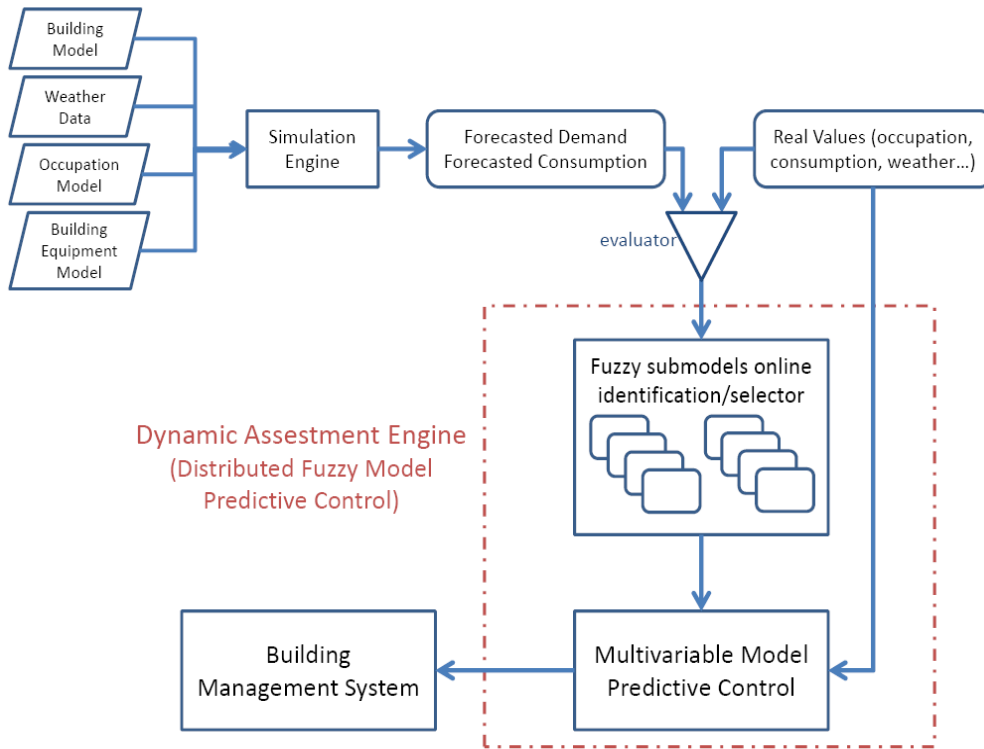 Building
Model
Weather
Data
Occupation
Model
Building
Equipment
Model
Simulation
Engine
Forecasted Demand
Forecasted Consumption
Real Values (occupation,
consumption, weather...)
evaluator
Fuzzy submodels online
identification/selector
Dynamic Assestment Engine
(Distributed Fuzzy Model
Predictive Control)
Building
Management System
Multivariable Model
Predictive Control